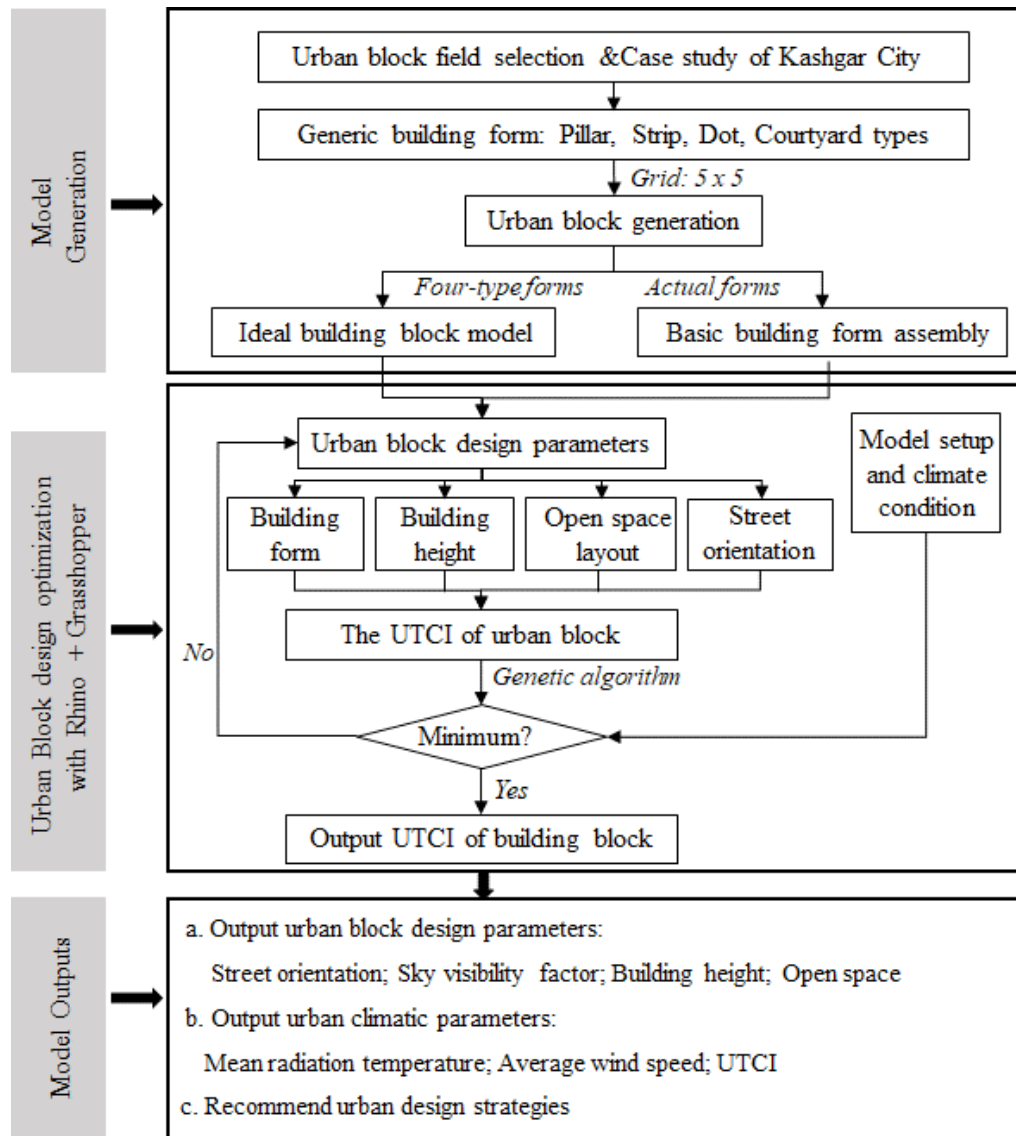 Model
Generation
Urban block field selection &Case study of Kashgar City
Generic building form: Pillar, Strip, Dot, Courtyard types
Grid: 5 x 5
Urban block generation
Four-type forms
Actual forms
Ideal building block model
Basic building form assembly
Urban Block design optimization
with Rhino + Grasshopper
Urban block design parameters
Model setup
and climate
condition
Building
form
Building
height
Open space
layout
Street
orientation
The UTCI of urban block
No
Genetic algorithm
Minimum?
Yes
Output UTCI of building block
Model Outputs
a. Output urban block design parameters:
Street orientation; Sky visibility factor; Building height; Open space
b. Output urban climatic parameters:
Mean radiation temperature; Average wind speed; UTCI
c. Recommend urban design strategies